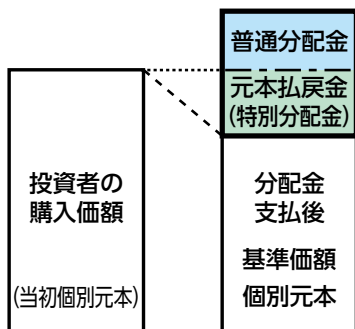 普通分配金
元本払戻金
(特別分配金)
投資者の
購入価額
(当初個別元本)
分配金
支払後
基準価額
個別元本